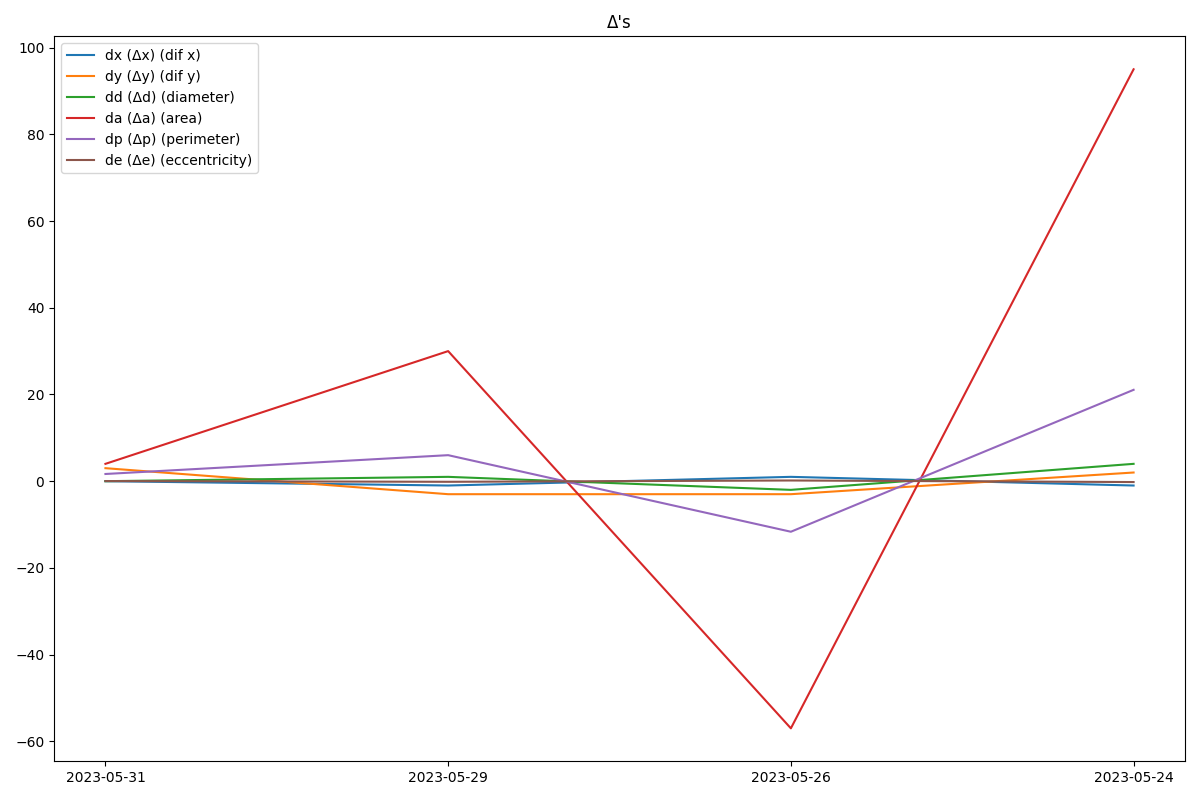 Δ's
dx (Δx) (dif x)
dy (Δy) (dif y)
dd (Δd) (diameter)
da (Δa) (area)
dp (Δp) (perimeter)
de (Δe) (eccentricity)
100
80
60
40
20
0
−20
−40
−60
2023-05-31 2023-05-29 2023-05-26 2023-05-24